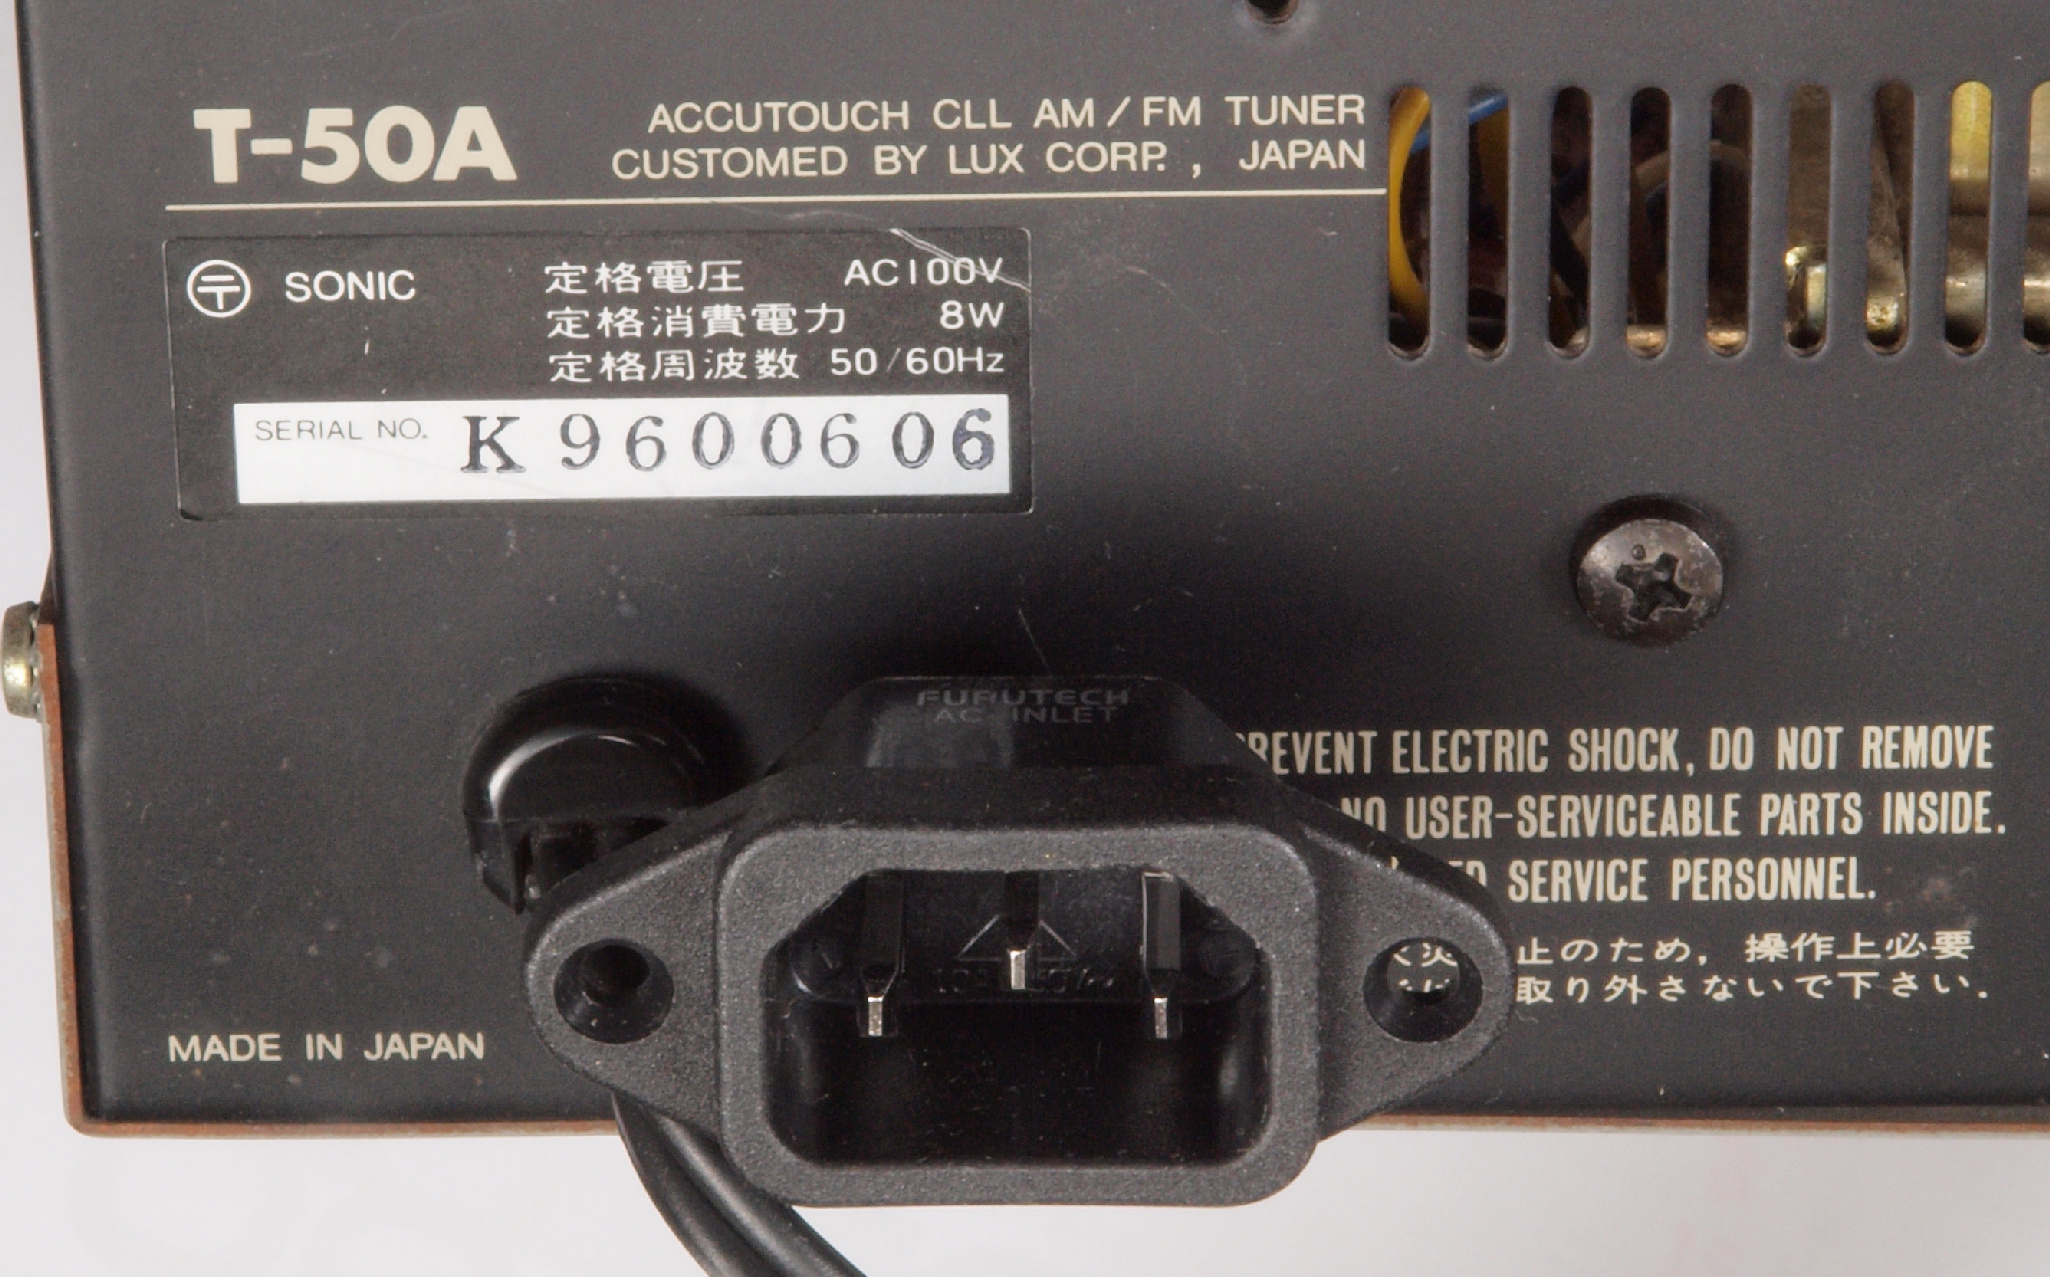 T-50A
ACCUTOUCH CLL AM/FM TUNER
CUSTOMED BY LUX CORP., JAPAN
SONIC
定格電圧 AC100V
定格消費電力 8W
定格周波数 50/60Hz
SERIAL NO. K9600606
FURUTECH
AC INLET
PREVENT ELECTRIC SHOCK, DO NOT REMOVE
NO USER-SERVICEABLE PARTS INSIDE.
SERVICE PERSONNEL.
止のため, 操作上必要
取り外さないで下さい.
MADE IN JAPAN